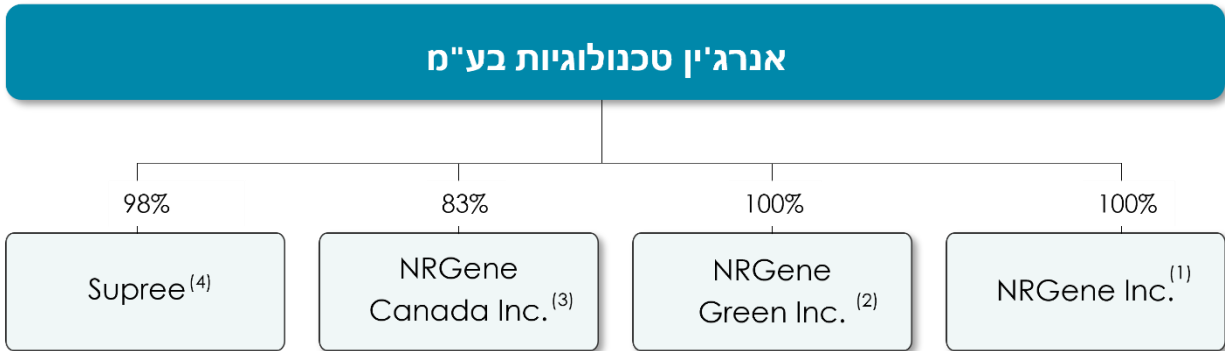 אנרג'ין טכנולוגיות בע"מ
98%
83%
100%
100%
Supree (4)
NRGene
Canada Inc. (3)
NRGene
Green Inc. (2)
NRGene Inc. (1)